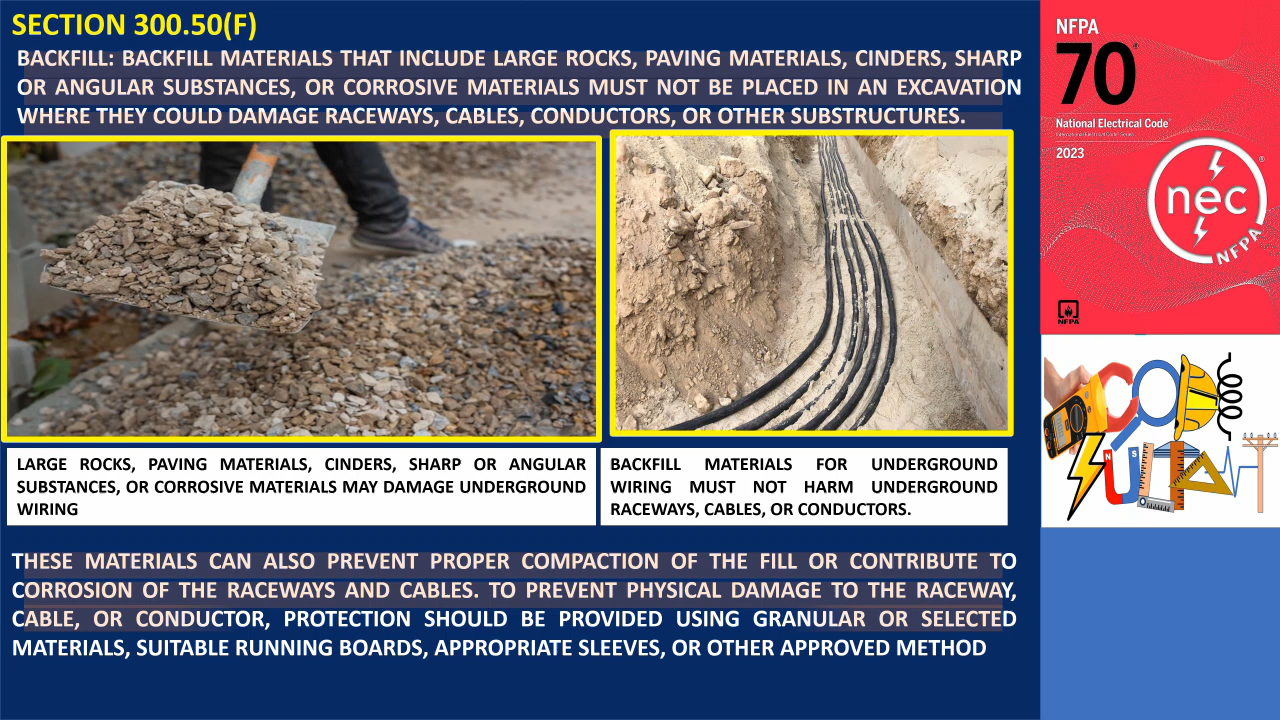 SECTION 300.50(F)
BACKFILL: BACKFILL MATERIALS THAT INCLUDE LARGE ROCKS, PAVING MATERIALS, CINDERS, SHARP
OR ANGULAR SUBSTANCES, OR CORROSIVE MATERIALS MUST NOT BE PLACED IN AN EXCAVATION
WHERE THEY COULD DAMAGE RACEWAYS, CABLES, CONDUCTORS, OR OTHER SUBSTRUCTURES.
LARGE ROCKS, PAVING MATERIALS, CINDERS, SHARP OR ANGULAR
SUBSTANCES, OR CORROSIVE MATERIALS MAY DAMAGE UNDERGROUND
WIRING
BACKFILL MATERIALS FOR UNDERGROUND
WIRING MUST NOT HARM UNDERGROUND
RACEWAYS, CABLES, OR CONDUCTORS.
THESE MATERIALS CAN ALSO PREVENT PROPER COMPACTION OF THE FILL OR CONTRIBUTE TO
CORROSION OF THE RACEWAYS AND CABLES. TO PREVENT PHYSICAL DAMAGE TO THE RACEWAY,
CABLE, OR CONDUCTOR, PROTECTION SHOULD BE PROVIDED USING GRANULAR OR SELECTED
MATERIALS, SUITABLE RUNNING BOARDS, APPROPRIATE SLEEVES, OR OTHER APPROVED METHOD
NFPA
70®
National Electrical Code®
International Electrical Code® Series
2023
nec®
NFPA
NFPA
N S